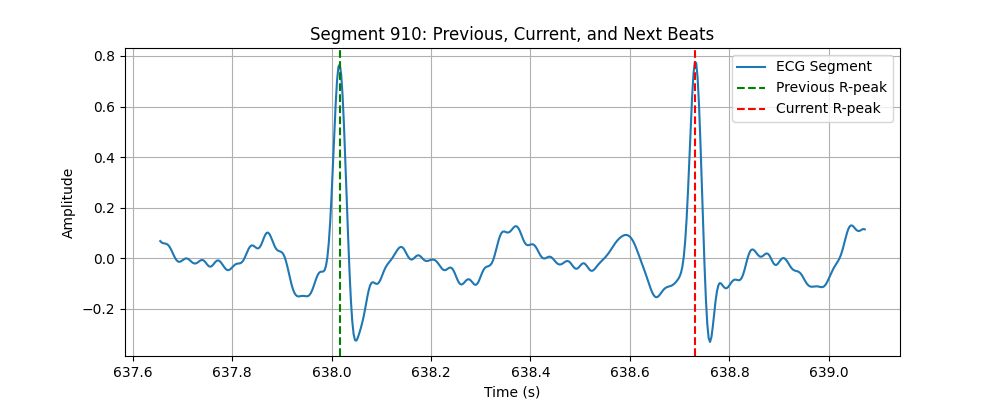 Segment 910: Previous, Current, and Next Beats
ECG Segment
Previous R-peak
Current R-peak
Amplitude
0.8
0.6
0.4
0.2
0.0
−0.2
637.6 637.8 638.0 638.2 638.4 638.6 638.8 639.0
Time (s)